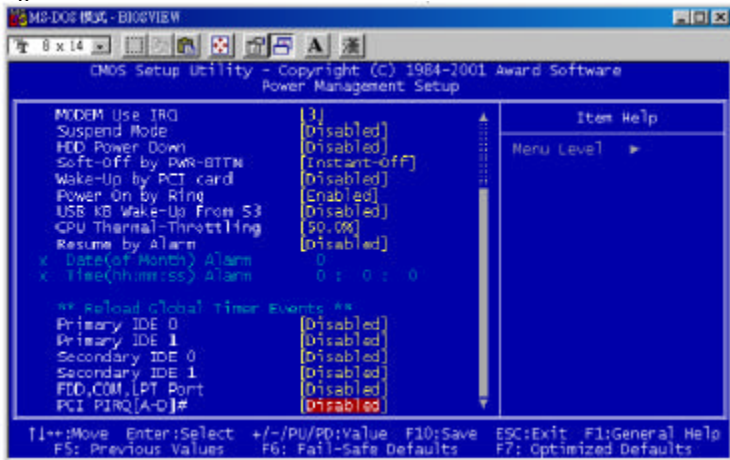 MS-DOS 模式 - BIOSVIEW
8 x 14
A 漢
CMOS Setup Utility - Copyright (C) 1984-2001 Award Software
Power Management Setup
MODEM Use IRQ [3]
Suspend Mode [Disabled]
HDD Power Down [Disabled]
Soft-Off by PWR-BTTN [Instant-Off]
Wake-Up by PCI card [Disabled]
Power On by Ring [Enabled]
USB KB Wake-Up From S3 [Disabled]
CPU Thermal-Throttling [50.0%]
Resume by Alarm [Disabled]
x Date(of Month) Alarm 0
x Time(hh:mm:ss) Alarm 0 : 0 : 0
** Reload Global Timer Events **
Primary IDE 0 [Disabled]
Primary IDE 1 [Disabled]
Secondary IDE 0 [Disabled]
Secondary IDE 1 [Disabled]
FDD,COM,LPT Port [Disabled]
PCI PIRQ[A-D]# [Disabled]
Item Help
Menu Level ►
↑↓→←:Move Enter:Select +/-/PU/PD:Value F10:Save ESC:Exit F1:General Help
F5: Previous Values F6: Fail-Safe Defaults F7: Optimized Defaults